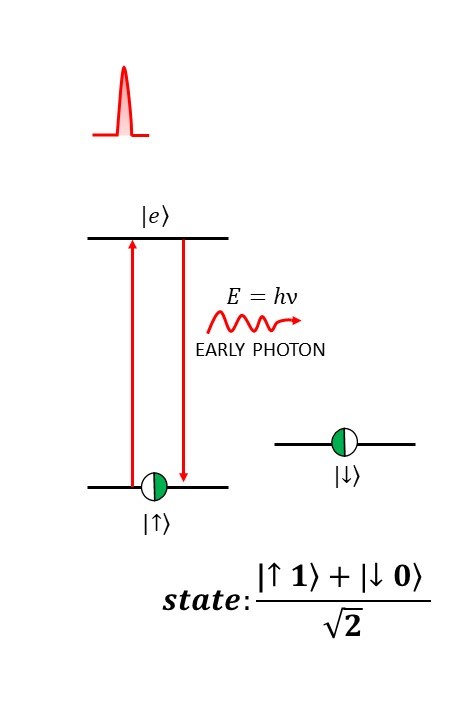 |e⟩
E = hν
EARLY PHOTON
|↓⟩
|↑⟩
state: (|↑ 1⟩ + |↓ 0⟩) / √2